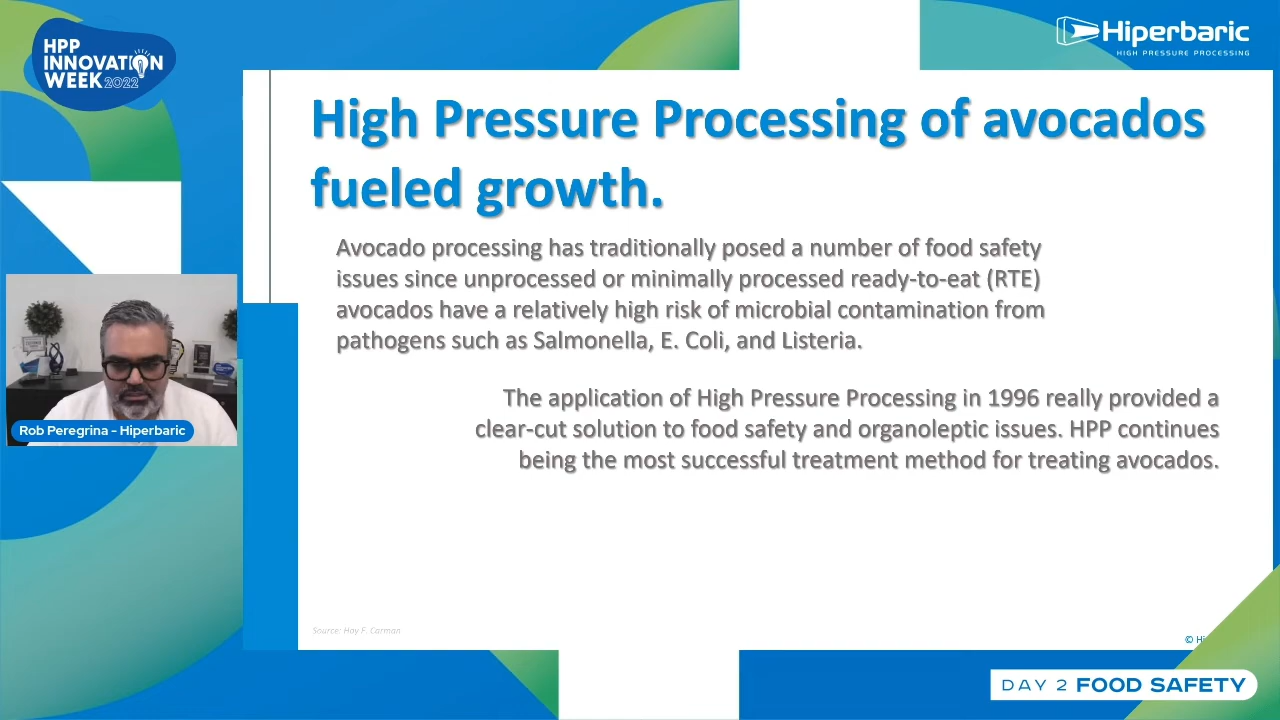 HPP
INNOVATION
WEEK 2022
Hiperbaric
HIGH PRESSURE PROCESSING
High Pressure Processing of avocados
fueled growth.
Avocado processing has traditionally posed a number of food safety
issues since unprocessed or minimally processed ready-to-eat (RTE)
avocados have a relatively high risk of microbial contamination from
pathogens such as Salmonella, E. Coli, and Listeria.
The application of High Pressure Processing in 1996 really provided a
clear-cut solution to food safety and organoleptic issues. HPP continues
being the most successful treatment method for treating avocados.
Rob Peregrina - Hiperbaric
Source: Hoy F. Carman
©
DAY 2 FOOD SAFETY